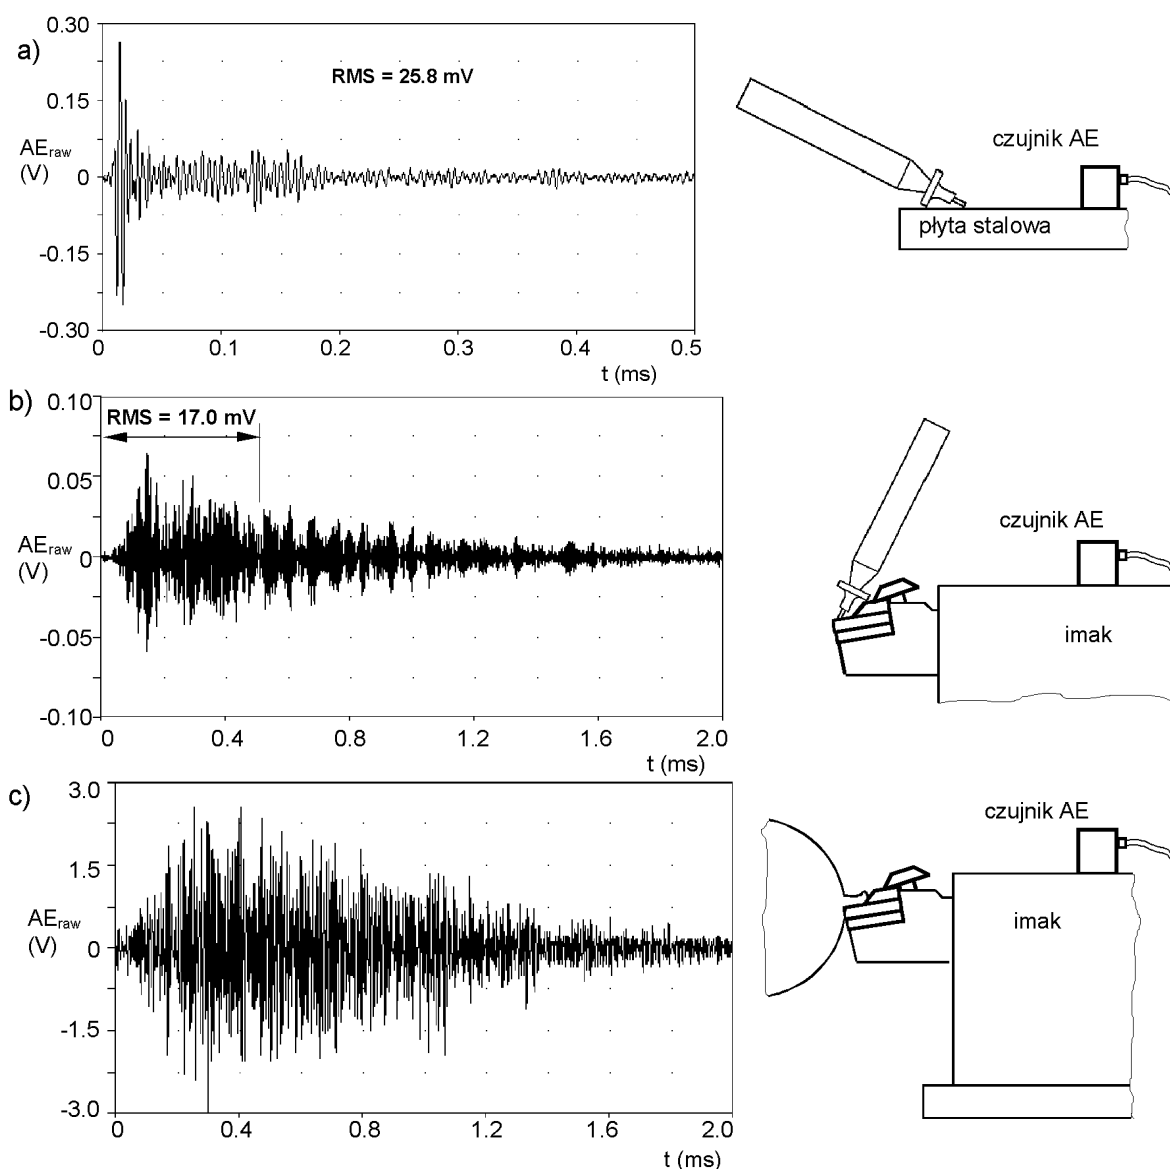 a)
0.30
0.15
AEraw
(V)
0
-0.15
-0.30
RMS = 25.8 mV
0 0.1 0.2 0.3 0.4 0.5
t (ms)
czujnik AE
płyta stalowa
b)
0.10
0.05
AEraw
(V)
0
-0.05
-0.10
RMS = 17.0 mV
0 0.4 0.8 1.2 1.6 2.0
t (ms)
czujnik AE
imak
c)
3.0
1.5
AEraw
(V)
0
-1.5
-3.0
0 0.4 0.8 1.2 1.6 2.0
t (ms)
czujnik AE
imak